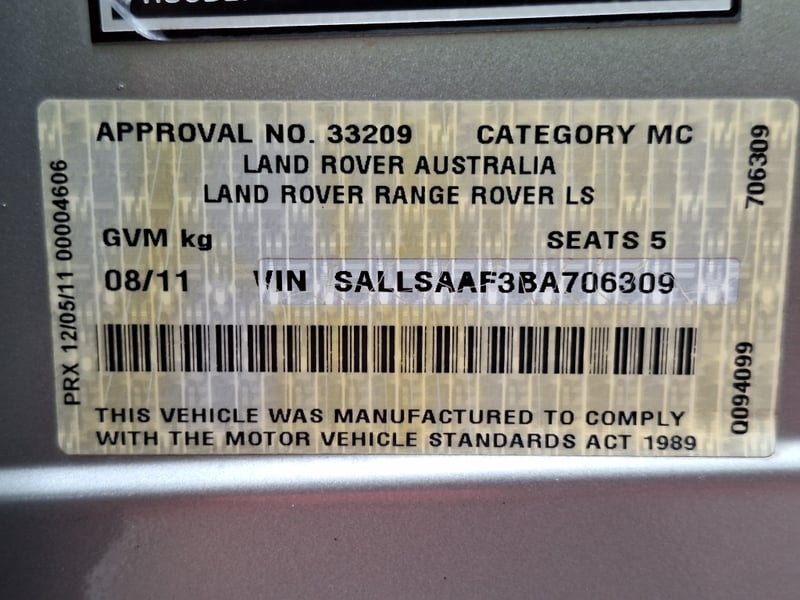 APPROVAL NO. 33209 CATEGORY MC
LAND ROVER AUSTRALIA
LAND ROVER RANGE ROVER LS
GVM kg SEATS 5
08/11 VIN SALLSAAF3BA706309
THIS VEHICLE WAS MANUFACTURED TO COMPLY
WITH THE MOTOR VEHICLE STANDARDS ACT 1989
PRX 12/05/11 00004606
706309
Q094099